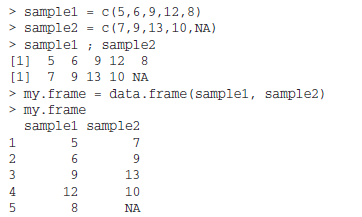 > sample1 = c(5,6,9,12,8)
> sample2 = c(7,9,13,10,NA)
> sample1 ; sample2
[1]  5  6  9 12  8
[1]  7  9 13 10 NA
> my.frame = data.frame(sample1, sample2)
> my.frame
  sample1 sample2
1       5       7
2       6       9
3       9      13
4      12      10
5       8      NA